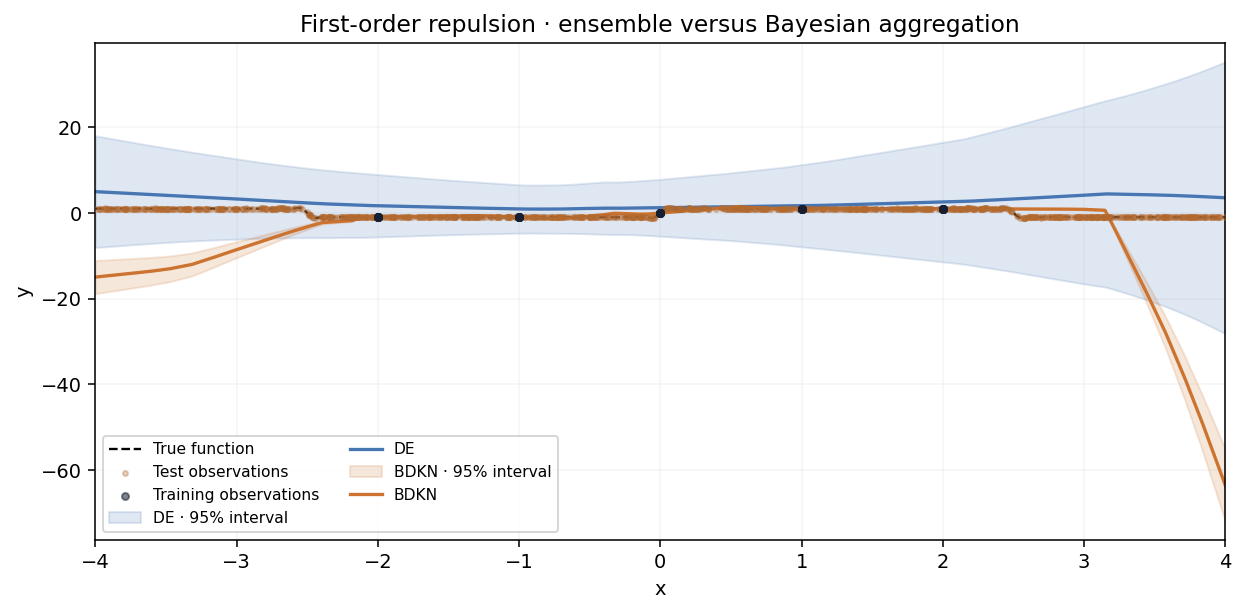 First-order repulsion · ensemble versus Bayesian aggregation
y
20
0
−20
−40
−60
−4
−3
−2
−1
0
1
2
3
4
x
True function
Test observations
Training observations
DE · 95% interval
DE
BDKN · 95% interval
BDKN